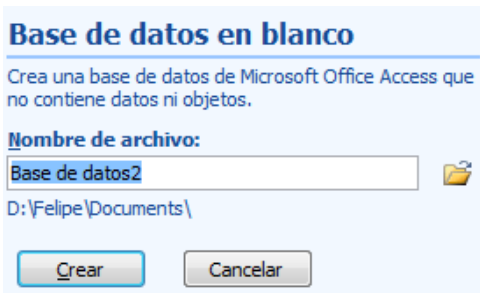 Base de datos en blanco
Crea una base de datos de Microsoft Office Access que
no contiene datos ni objetos.
Nombre de archivo:
Base de datos2
D:\Felipe\Documents\
Crear
Cancelar